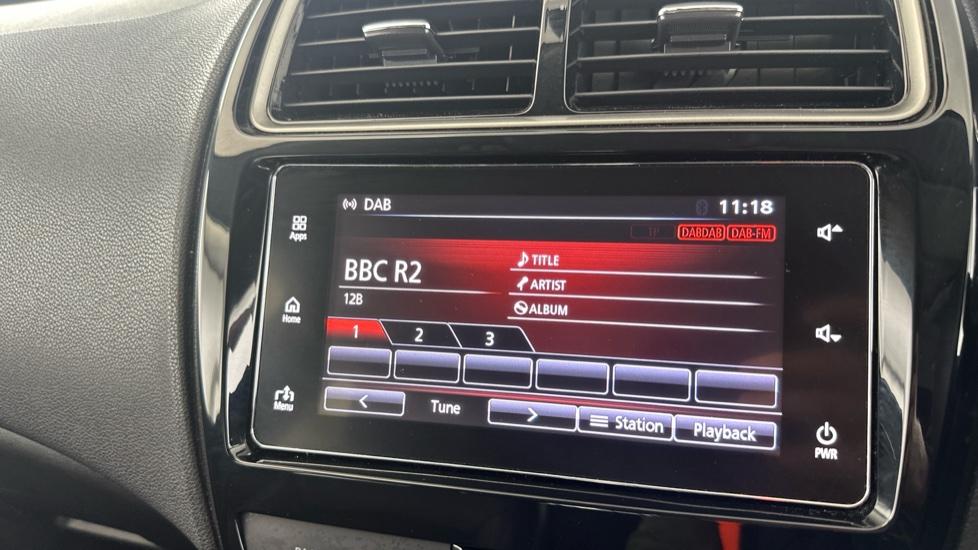 DAB 11:18
TP DABDAB DAB-FM
Apps
BBC R2
TITLE
ARTIST
12B
ALBUM
Home
1 2 3
Menu
< Tune > Station Playback
PWR